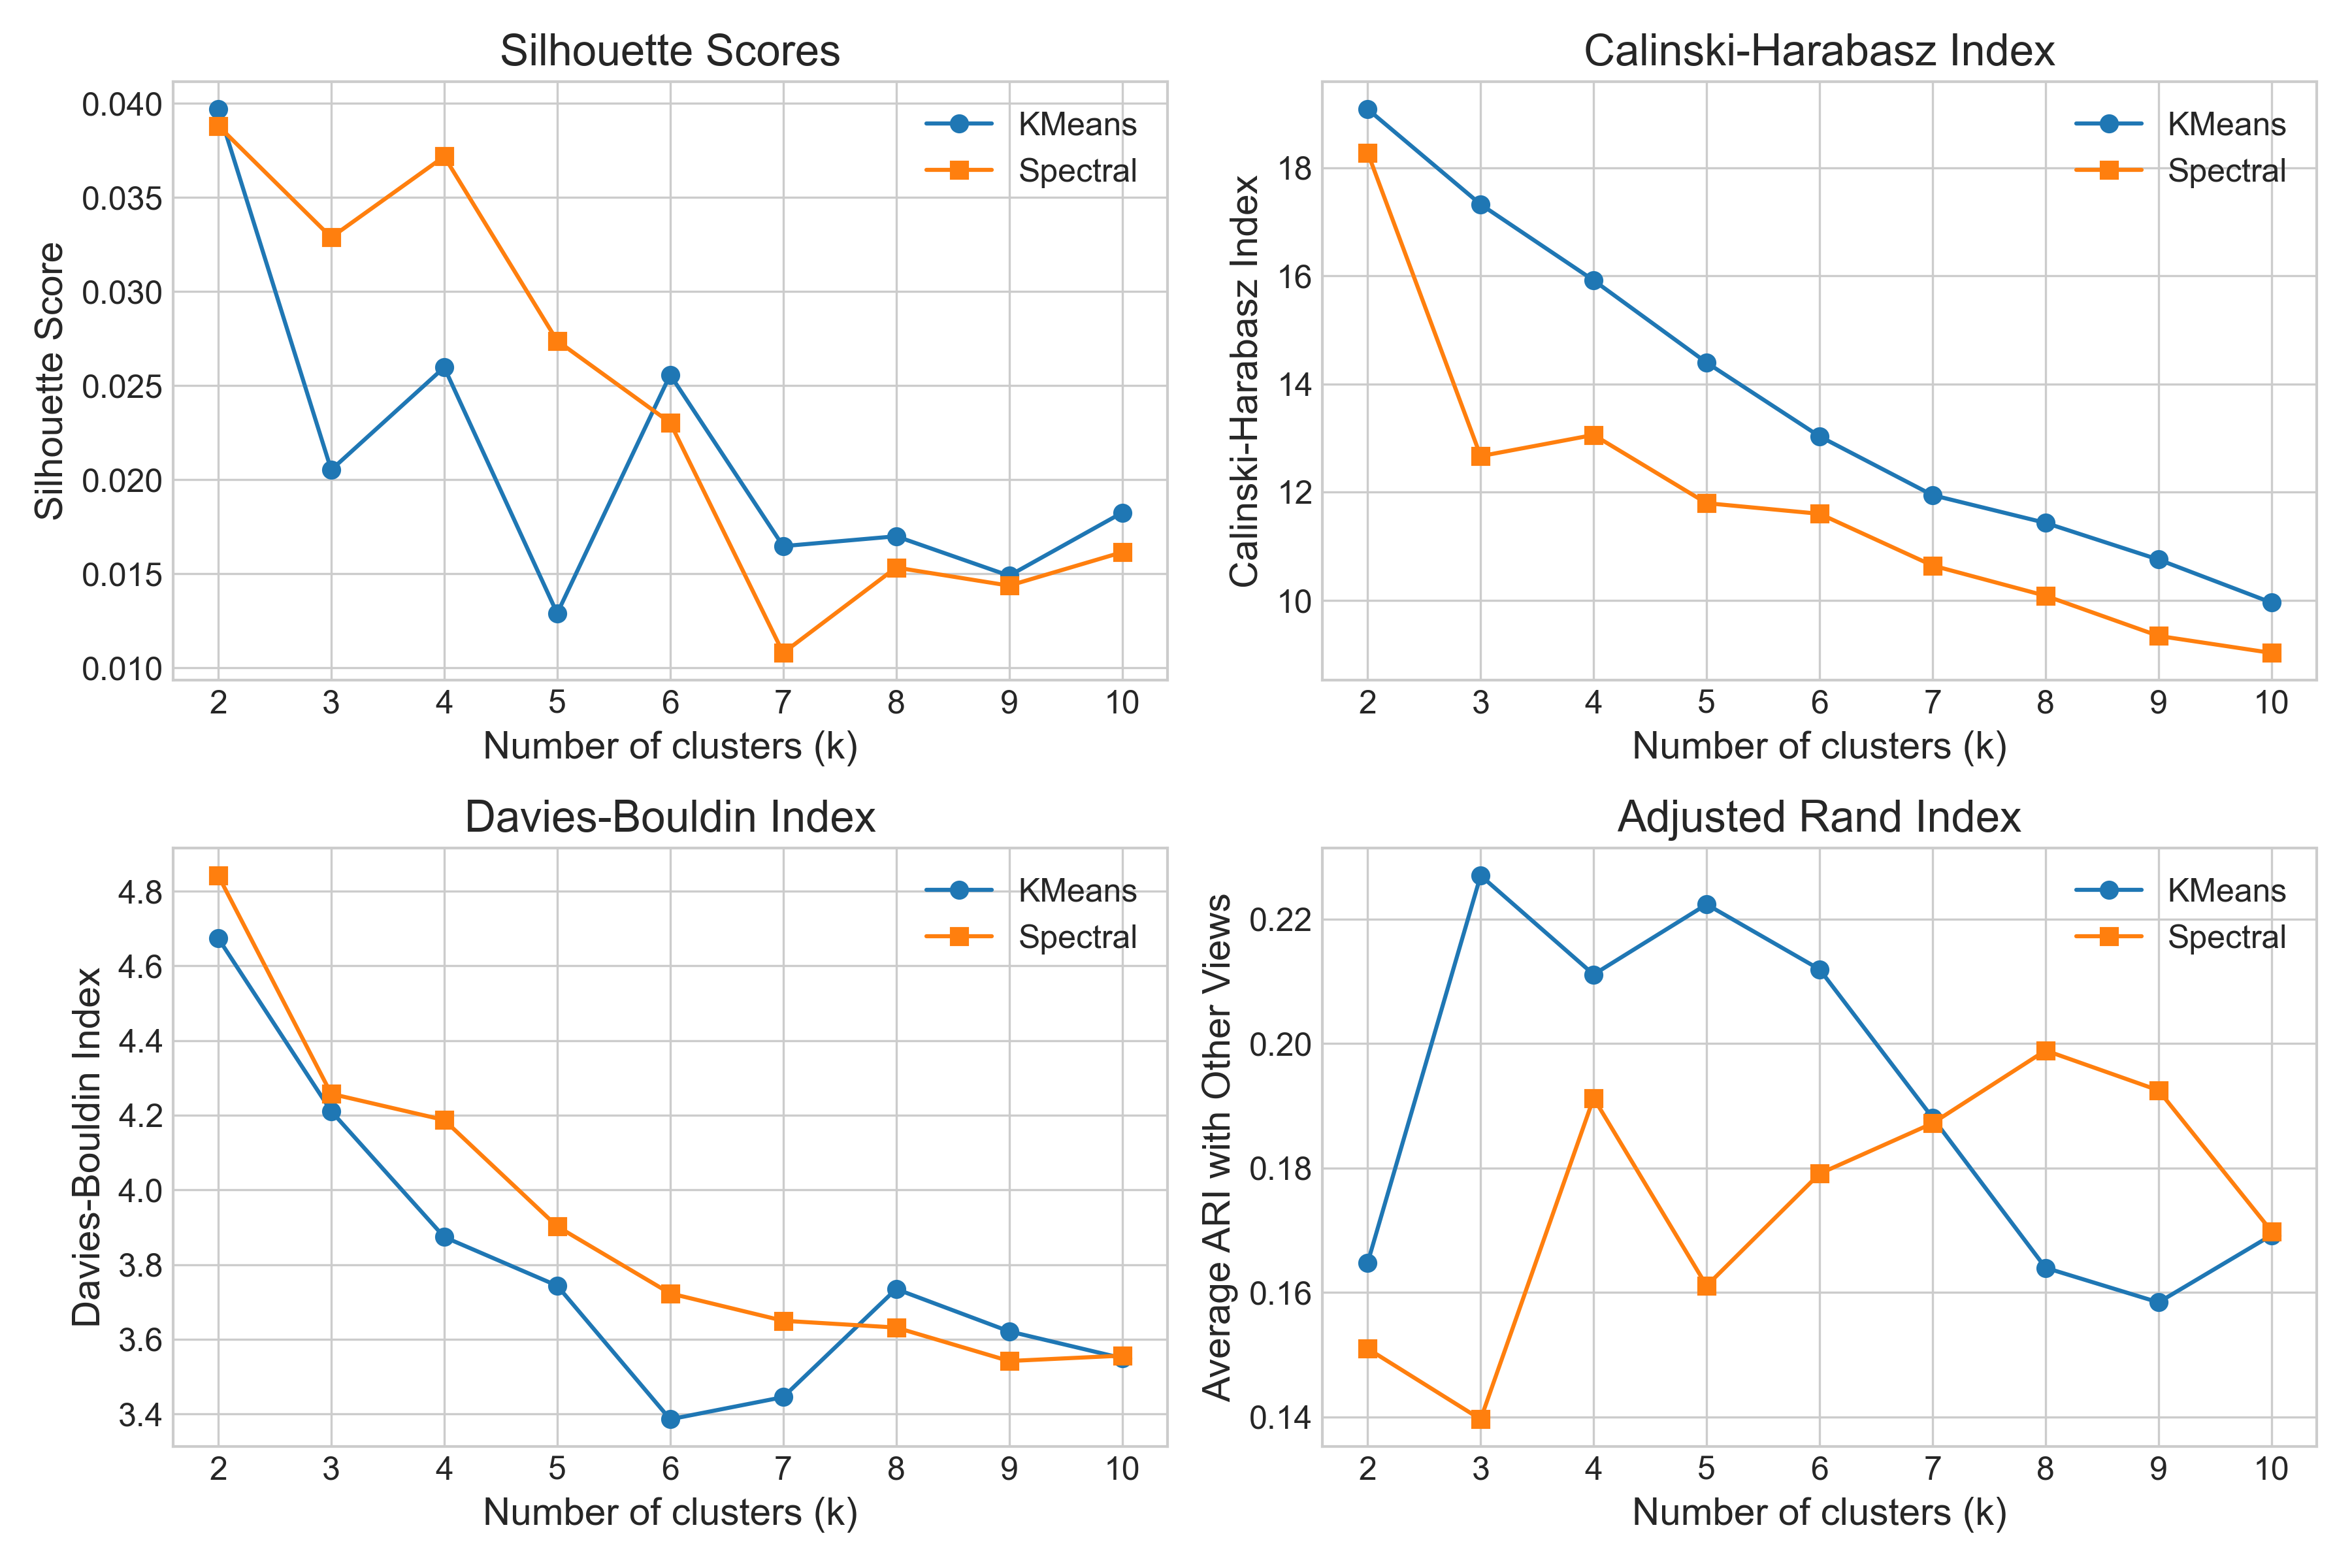 Silhouette Scores
Silhouette Score
0.040
0.035
0.030
0.025
0.020
0.015
0.010
KMeans
Spectral
2 3 4 5 6 7 8 9 10
Number of clusters (k)
Calinski-Harabasz Index
Calinski-Harabasz Index
18
16
14
12
10
KMeans
Spectral
2 3 4 5 6 7 8 9 10
Number of clusters (k)
Davies-Bouldin Index
Davies-Bouldin Index
4.8
4.6
4.4
4.2
4.0
3.8
3.6
3.4
KMeans
Spectral
2 3 4 5 6 7 8 9 10
Number of clusters (k)
Adjusted Rand Index
Average ARI with Other Views
0.22
0.20
0.18
0.16
0.14
KMeans
Spectral
2 3 4 5 6 7 8 9 10
Number of clusters (k)